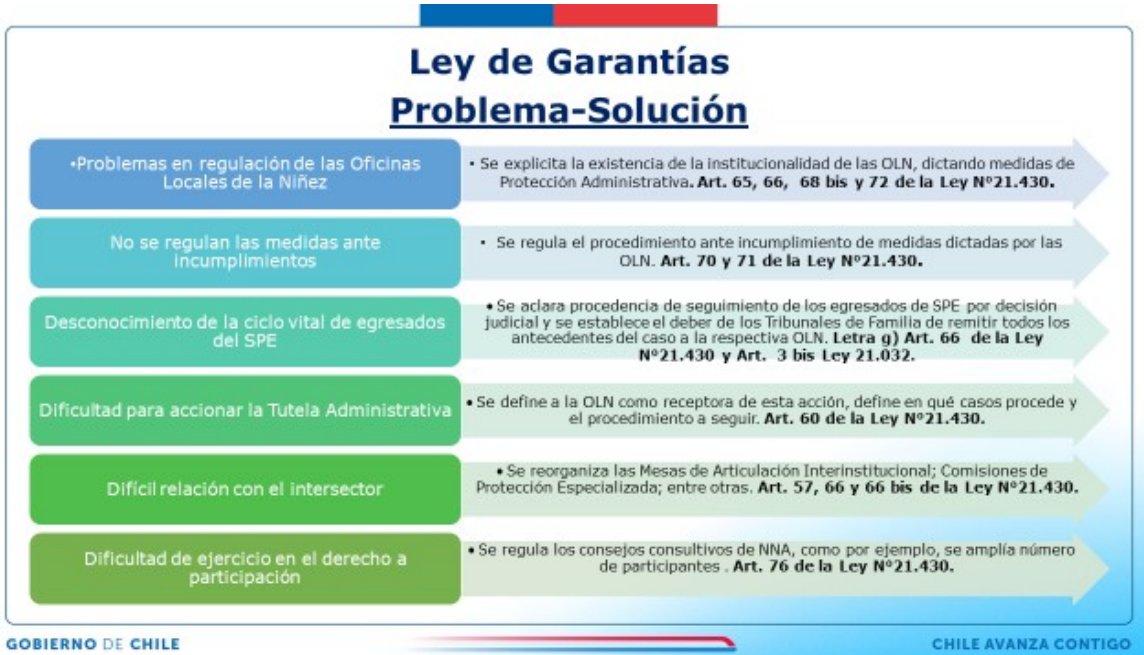 Ley de Garantías
Problema-Solución
•Problemas en regulación de las Oficinas
Locales de la Niñez
• Se explicita la existencia de la institucionalidad de las OLN, dictando medidas de
Protección Administrativa. Art. 65, 66, 68 bis y 72 de la Ley Nº21.430.
No se regulan las medidas ante
incumplimientos
• Se regula el procedimiento ante incumplimiento de medidas dictadas por las
OLN. Art. 70 y 71 de la Ley Nº21.430.
Desconocimiento de la ciclo vital de egresados
del SPE
• Se aclara procedencia de seguimiento de los egresados de SPE por decisión
judicial y se establece el deber de los Tribunales de Familia de remitir todos los
antecedentes del caso a la respectiva OLN. Letra g) Art. 66 de la Ley
Nº21.430 y Art. 3 bis Ley 21.032.
Dificultad para accionar la Tutela Administrativa
• Se define a la OLN como receptora de esta acción, define en qué casos procede y
el procedimiento a seguir. Art. 60 de la Ley Nº21.430.
Difícil relación con el intersector
• Se reorganiza las Mesas de Articulación Interinstitucional; Comisiones de
Protección Especializada; entre otras. Art. 57, 66 y 66 bis de la Ley Nº21.430.
Dificultad de ejercicio en el derecho a
participación
• Se regula los consejos consultivos de NNA, como por ejemplo, se amplía número
de participantes . Art. 76 de la Ley Nº21.430.
GOBIERNO DE CHILE
CHILE AVANZA CONTIGO